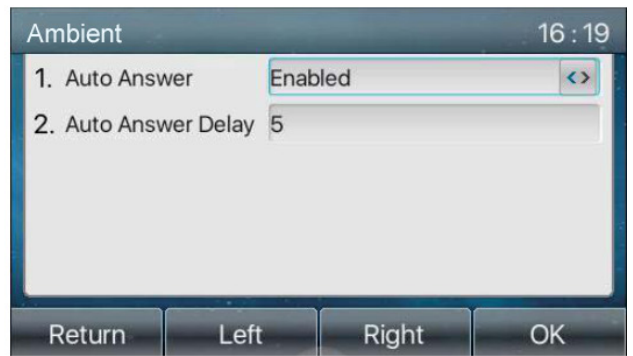 Ambient 16:19
1. Auto Answer Enabled <>
2. Auto Answer Delay 5
Return Left Right OK